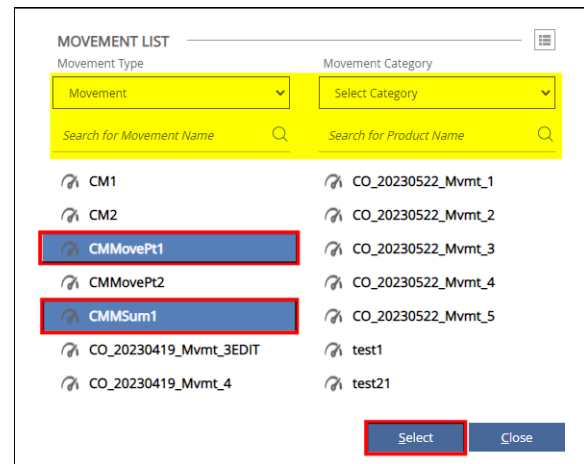 MOVEMENT LIST
Movement Type Movement Category
Movement Select Category
Search for Movement Name Search for Product Name
CM1 CO_20230522_Mvmt_1
CM2 CO_20230522_Mvmt_2
CMMovePt1 CO_20230522_Mvmt_3
CMMovePt2 CO_20230522_Mvmt_4
CMMSum1 CO_20230522_Mvmt_5
CO_20230419_Mvmt_3EDIT test1
CO_20230419_Mvmt_4 test21
Select Close